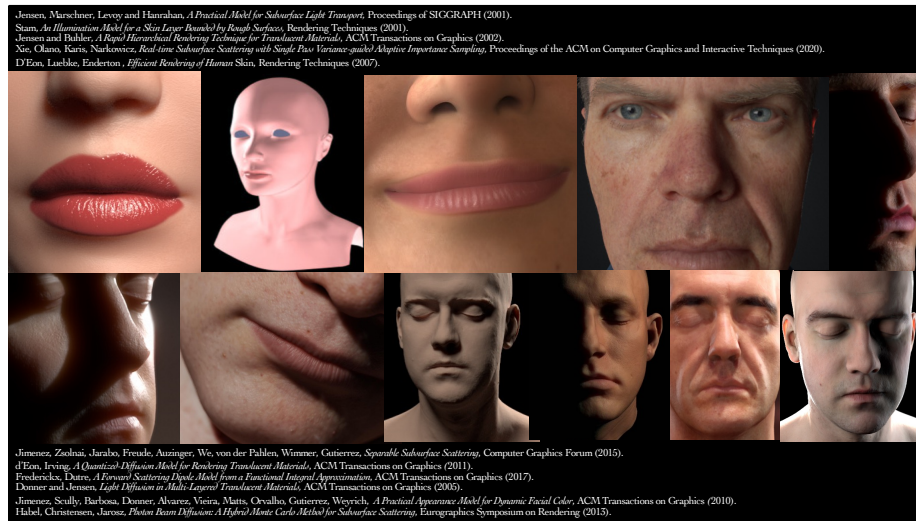 Jensen, Marschner, Levoy and Hanrahan, A Practical Model for Subsurface Light Transport, Proceedings of SIGGRAPH (2001).
Stam, An Illumination Model for a Skin Layer Bounded by Rough Surfaces, Rendering Techniques (2001).
Jensen and Buhler, A Rapid Hierarchical Rendering Technique for Translucent Materials, ACM Transactions on Graphics (2002).
Xie, Olano, Karis, Narkowicz, Real-time Subsurface Scattering with Single Pass Variance-guided Adaptive Importance Sampling, Proceedings of the ACM on Computer Graphics and Interactive Techniques (2020).
D'Eon, Luebke, Enderton , Efficient Rendering of Human Skin, Rendering Techniques (2007).
Jimenez, Zsolnai, Jarabo, Freude, Auzinger, We, von der Pahlen, Wimmer, Gutierrez, Separable Subsurface Scattering, Computer Graphics Forum (2015).
d'Eon, Irving, A Quantized-Diffusion Model for Rendering Translucent Materials, ACM Transactions on Graphics (2011).
Frederickx, Dutre, A Forward Scattering Dipole Model from a Functional Integral Approximation, ACM Transactions on Graphics (2017).
Donner and Jensen, Light Diffusion in Multi-Layered Translucent Materials, ACM Transactions on Graphics (2005).
Jimenez, Scully, Barbosa, Donner, Alvarez, Vieira, Matts, Orvalho, Gutierrez, Weyrich, A Practical Appearance Model for Dynamic Facial Color, ACM Transactions on Graphics (2010).
Habel, Christensen, Jarosz, Photon Beam Diffusion: A Hybrid Monte Carlo Method for Subsurface Scattering, Eurographics Symposium on Rendering (2013).